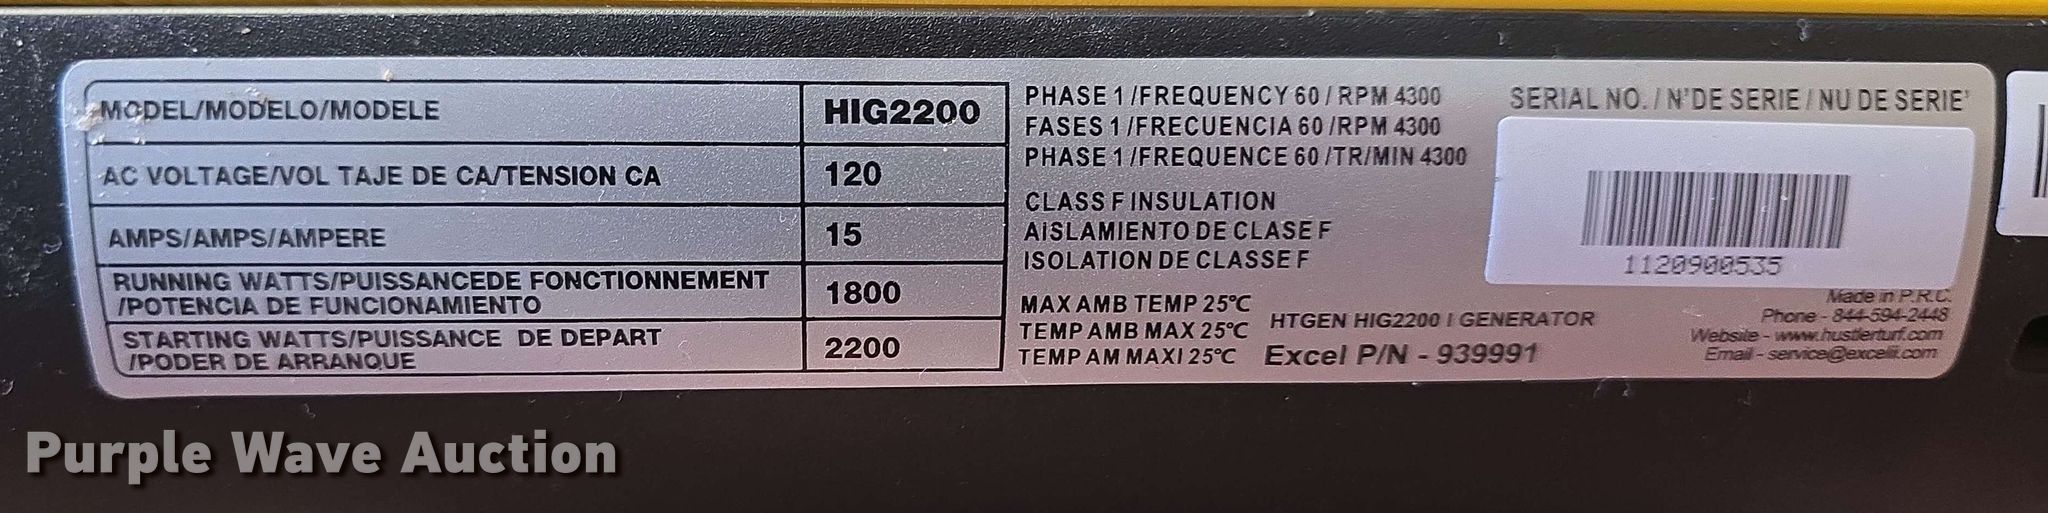 MODEL/MODELO/MODELE
HIG2200
AC VOLTAGE/VOL TAJE DE CA/TENSION CA
120
AMPS/AMPS/AMPERE
15
RUNNING WATTS/PUISSANCEDE FONCTIONNEMENT
/POTENCIA DE FUNCIONAMIENTO
1800
STARTING WATTS/PUISSANCE DE DEPART
/PODER DE ARRANQUE
2200
PHASE 1/FREQUENCY 60/RPM 4300
FASES 1/FRECUENCIA 60/RPM 4300
PHASE 1/FREQUENCE 60/TR/MIN 4300
CLASS F INSULATION
AISLAMIENTO DE CLASE F
ISOLATION DE CLASSE F
MAX AMB TEMP 25°C
TEMP AMB MAX 25°C
TEMP AM MAXI 25°C
HTGEN HIG2200 I GENERATOR
Excel P/N - 939991
SERIAL NO. / N'DE SERIE / NU DE SERIE'
1120900535
Made in P.R.C.
Phone - 844-594-2448
Website - www.hustlerturf.com
Email - service@excelii.com
Purple Wave Auction